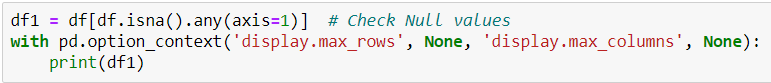 df1 = df[df.isna().any(axis=1)]  # Check Null values
with pd.option_context('display.max_rows', None, 'display.max_columns', None):
    print(df1)